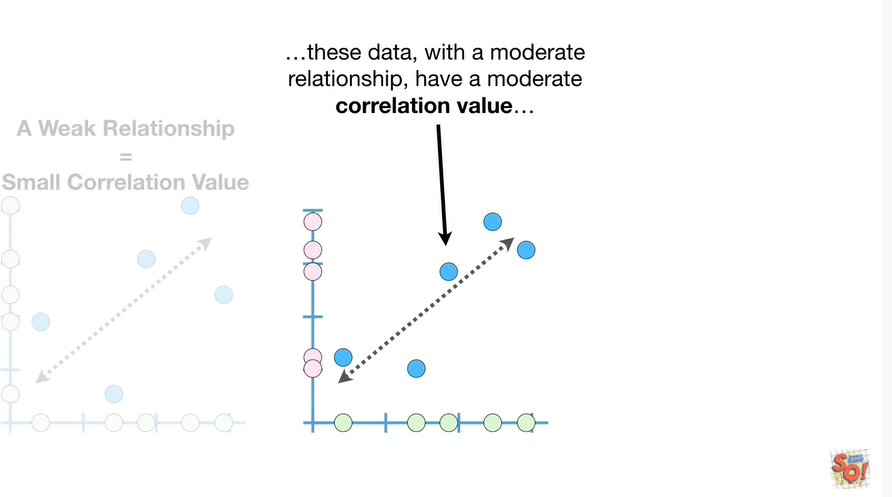 …these data, with a moderate
relationship, have a moderate
correlation value…
A Weak Relationship
=
Small Correlation Value
SQ!